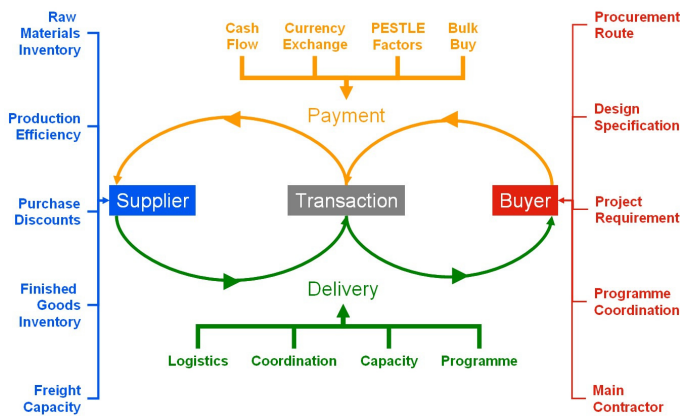 Raw
Materials
Inventory
Production
Efficiency
Purchase
Discounts
Finished
Goods
Inventory
Freight
Capacity
Cash
Flow
Currency
Exchange
PESTLE
Factors
Bulk
Buy
Payment
Supplier
Transaction
Buyer
Delivery
Logistics
Coordination
Capacity
Programme
Procurement
Route
Design
Specification
Project
Requirement
Programme
Coordination
Main
Contractor